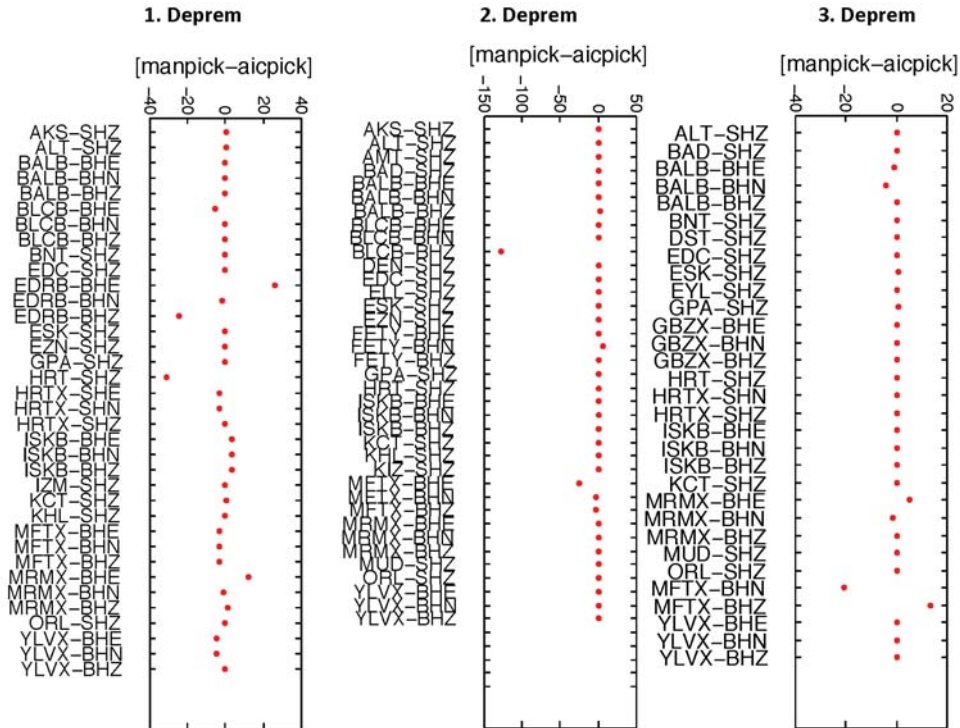 1. Deprem
[manpick−aicpick]
−40 −20 0 20 40
AKS−SHZ
ALT−SHZ
BALB−BHE
BALB−BHN
BALB−BHZ
BLCB−BHE
BLCB−BHN
BLCB−BHZ
BNT−SHZ
EDC−SHZ
EDRB−BHE
EDRB−BHN
EDRB−BHZ
ESK−SHZ
EZN−SHZ
GPA−SHZ
HRT−SHZ
HRTX−SHE
HRTX−SHN
HRTX−SHZ
ISKB−BHE
ISKB−BHN
ISKB−BHZ
IZM−SHZ
KCT−SHZ
KHL−SHZ
MFTX−BHE
MFTX−BHN
MFTX−BHZ
MRMX−BHE
MRMX−BHN
MRMX−BHZ
ORL−SHZ
YLVX−BHE
YLVX−BHN
YLVX−BHZ
2. Deprem
[manpick−aicpick]
−150 −100 −50 0 50
AKS−SHZ
ALT−SHZ
AMT−SHZ
BAD−SHZ
BALB−BHE
BALB−BHN
BALB−BHZ
BLCB−BHE
BLCB−BHN
BLCB−BHZ
DEN−SHZ
EDC−SHZ
ELL−SHZ
ESK−SHZ
EZN−SHZ
FETY−BHE
FETY−BHN
FETY−BHZ
GPA−SHZ
HRT−SHZ
ISKB−BHE
ISKB−BHN
ISKB−BHZ
KCT−SHZ
KHL−SHZ
KIZ−SHZ
MFTX−BHE
MFTX−BHN
MFTX−BHZ
MRMX−BHE
MRMX−BHN
MRMX−BHZ
MUD−SHZ
ORL−SHZ
YLVX−BHE
YLVX−BHN
YLVX−BHZ
3. Deprem
[manpick−aicpick]
−40 −20 0 20
ALT−SHZ
BAD−SHZ
BALB−BHE
BALB−BHN
BALB−BHZ
BNT−SHZ
DST−SHZ
EDC−SHZ
ESK−SHZ
EYL−SHZ
GPA−SHZ
GBZX−BHE
GBZX−BHN
GBZX−BHZ
HRT−SHZ
HRTX−SHN
HRTX−SHZ
ISKB−BHE
ISKB−BHN
ISKB−BHZ
KCT−SHZ
MRMX−BHE
MRMX−BHN
MRMX−BHZ
MUD−SHZ
ORL−SHZ
MFTX−BHN
MFTX−BHZ
YLVX−BHE
YLVX−BHN
YLVX−BHZ